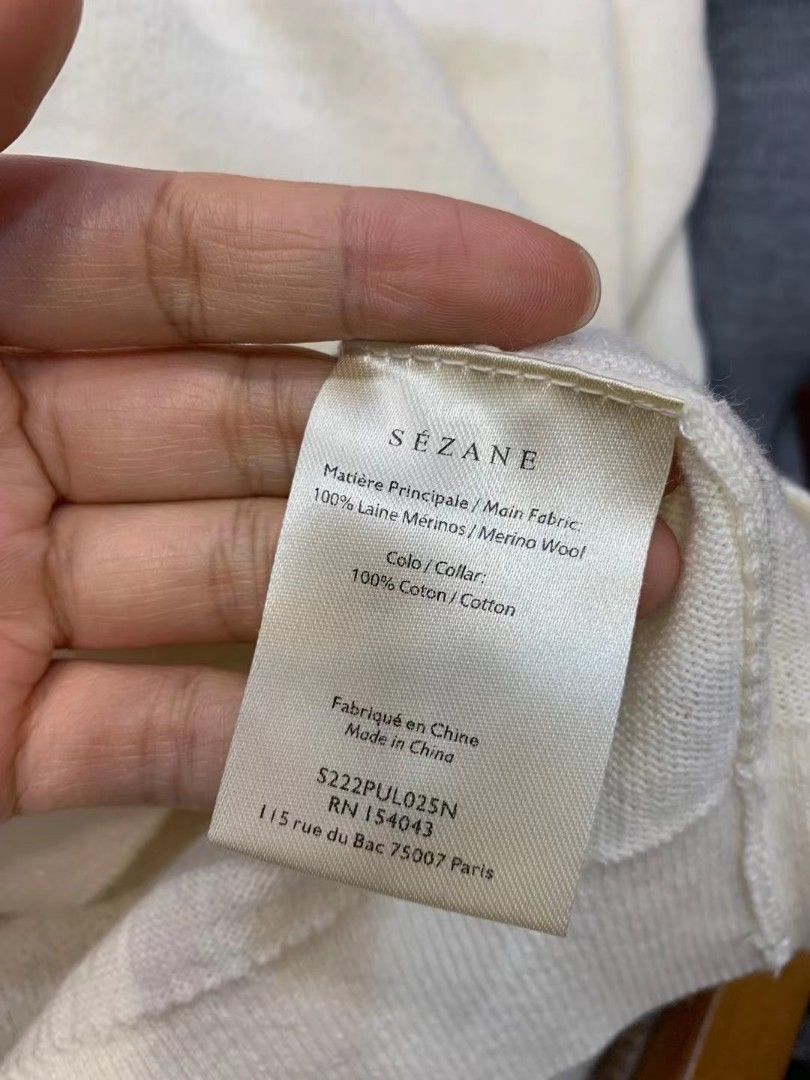 SÉZANE
Matière Principale / Main Fabric:
100% Laine Mérinos / Merino Wool
Colo / Collar:
100% Coton / Cotton
Fabriqué en Chine
Made in China
S222PUL025N
RN 154043
115 rue du Bac 75007 Paris